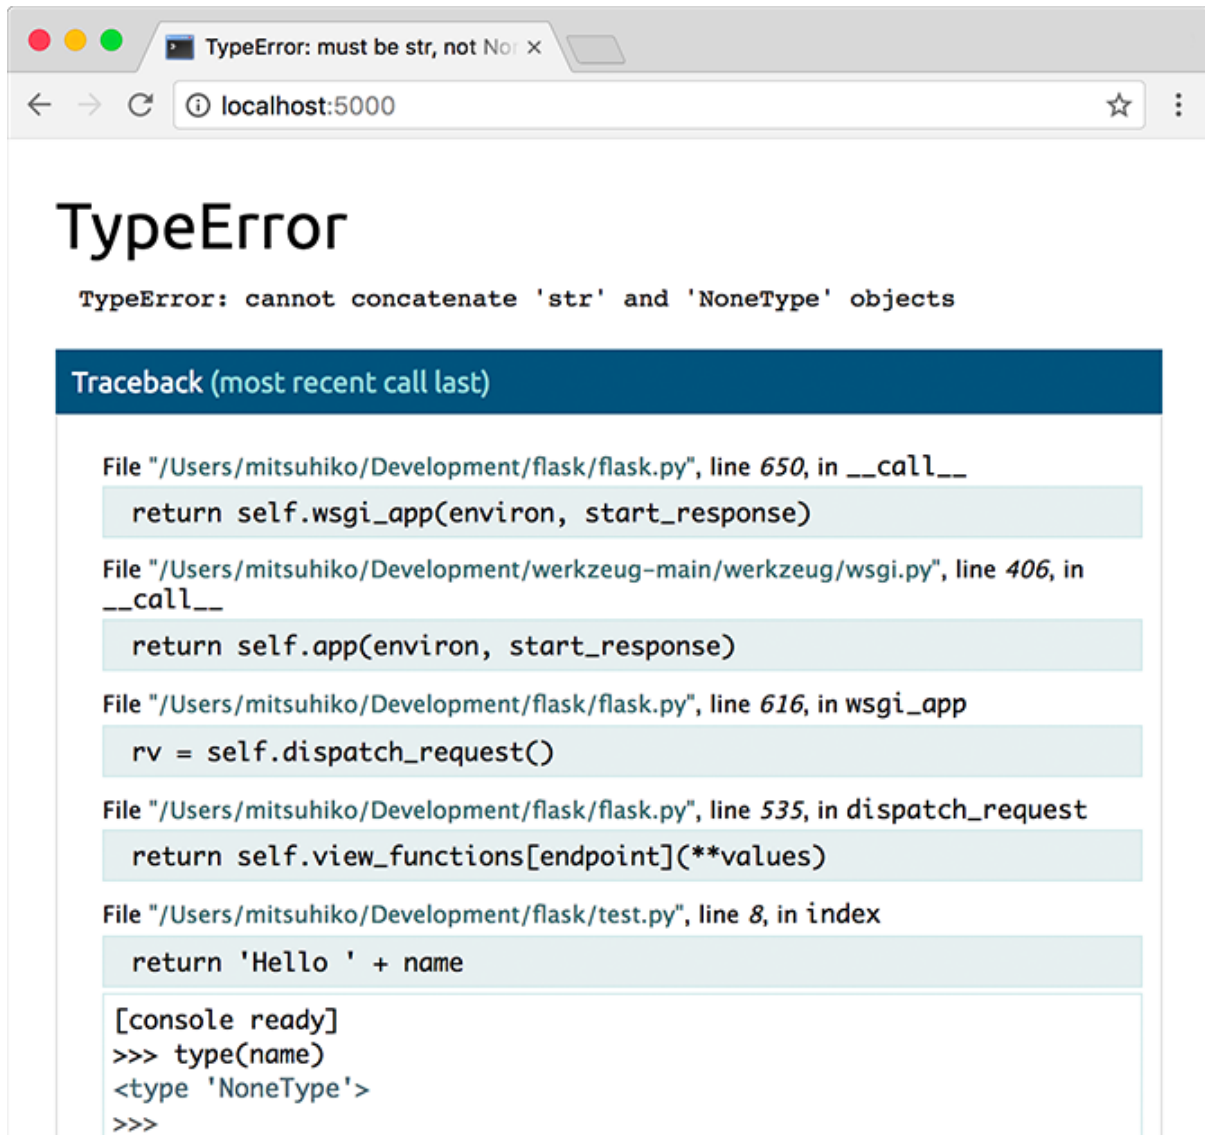 TypeError: must be str, not Non
localhost:5000
TypeError
TypeError: cannot concatenate 'str' and 'NoneType' objects
Traceback (most recent call last)
File "/Users/mitsuhiko/Development/flask/flask.py", line 650, in __call__
return self.wsgi_app(environ, start_response)
File "/Users/mitsuhiko/Development/werkzeug-main/werkzeug/wsgi.py", line 406, in
__call__
return self.app(environ, start_response)
File "/Users/mitsuhiko/Development/flask/flask.py", line 616, in wsgi_app
rv = self.dispatch_request()
File "/Users/mitsuhiko/Development/flask/flask.py", line 535, in dispatch_request
return self.view_functions[endpoint](**values)
File "/Users/mitsuhiko/Development/flask/test.py", line 8, in index
return 'Hello ' + name
[console ready]
>>> type(name)
<type 'NoneType'>
>>>